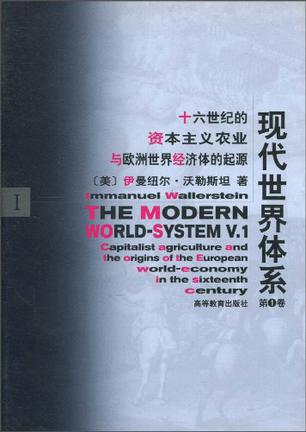 十六世纪的
资本主义农业
与欧洲世界经济体的起源
〔美〕伊曼纽尔·沃勒斯坦 著
Immanuel Wallerstein
THE MODERN
WORLD-SYSTEM V.1
Capitalist agriculture and
the origins of the European
world-economy
in the sixteenth
century
高等教育出版社
现代世界体系
第1卷
I